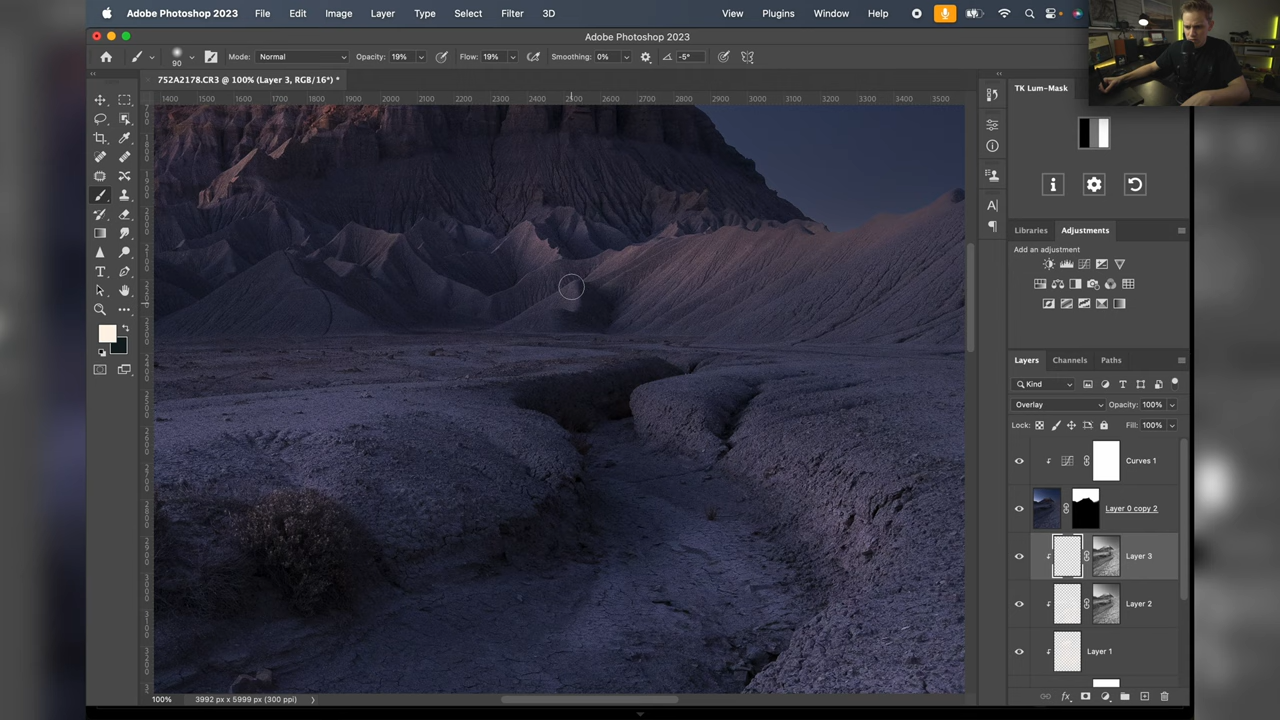 Adobe Photoshop 2023 File Edit Image Layer Type Select Filter 3D View Plugins Window Help
Adobe Photoshop 2023
90 Mode: Normal Opacity: 19% Flow: 19% Smoothing: 0% -5°
752A2178.CR3 @ 100% (Layer 3, RGB/16*) *
TK Lum-Mask
1400 1500 1600 1700 1800 1900 2000 2100 2200 2300 2400 2500 2600 2700 2800 2900 3000 3100 3200 3300 3400 3500
Libraries Adjustments
Add an adjustment
Layers Channels Paths
Kind
Overlay Opacity: 100%
Lock: Fill: 100%
Curves 1
Layer 0 copy 2
Layer 3
Layer 2
Layer 1
fx
100% 3992 px x 5999 px (300 ppi)